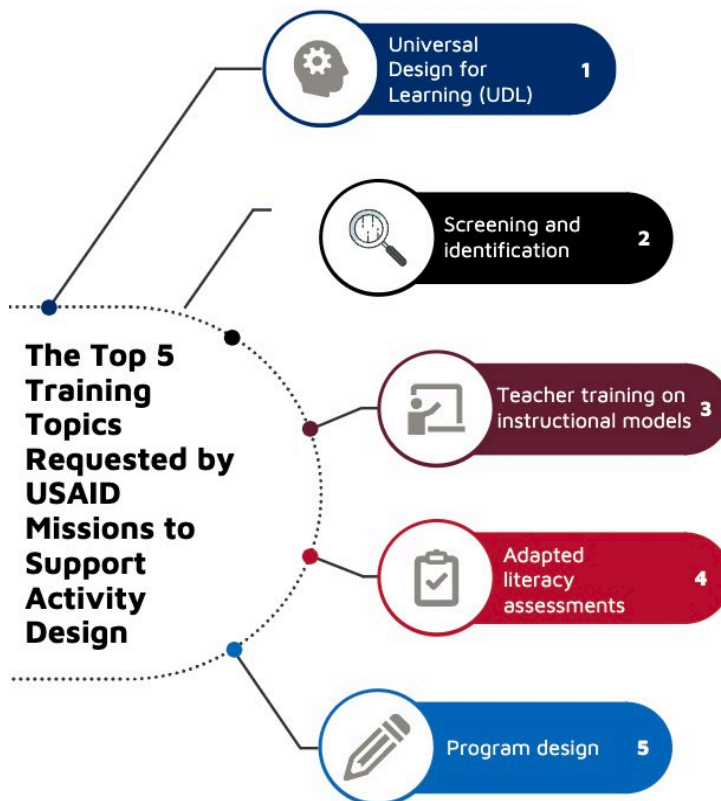 The Top 5
Training
Topics
Requested by
USAID
Missions to
Support
Activity
Design
Universal
Design for
Learning (UDL)
1
Screening and
identification
2
Teacher training on
instructional models
3
Adapted
literacy
assessments
4
Program design
5